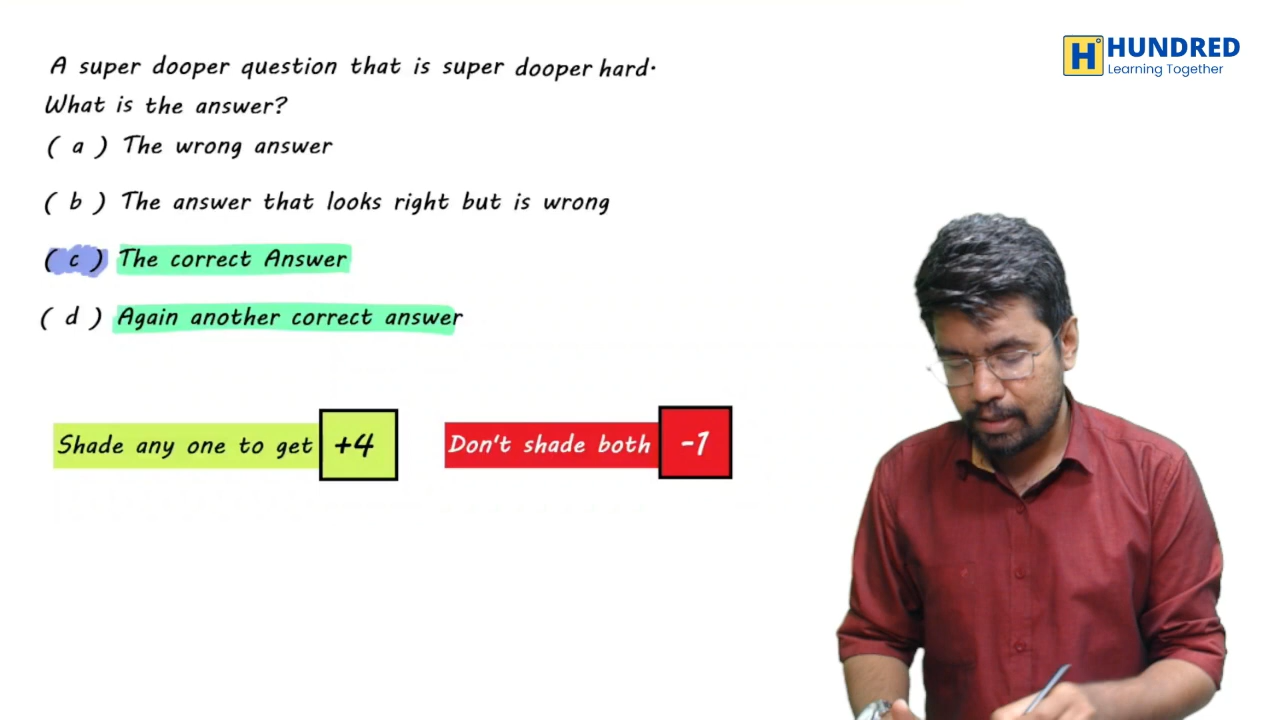 A super dooper question that is super dooper hard.
What is the answer?
( a ) The wrong answer
( b ) The answer that looks right but is wrong
( c ) The correct Answer
( d ) Again another correct answer
Shade any one to get +4
Don't shade both -1
H HUNDRED
Learning Together